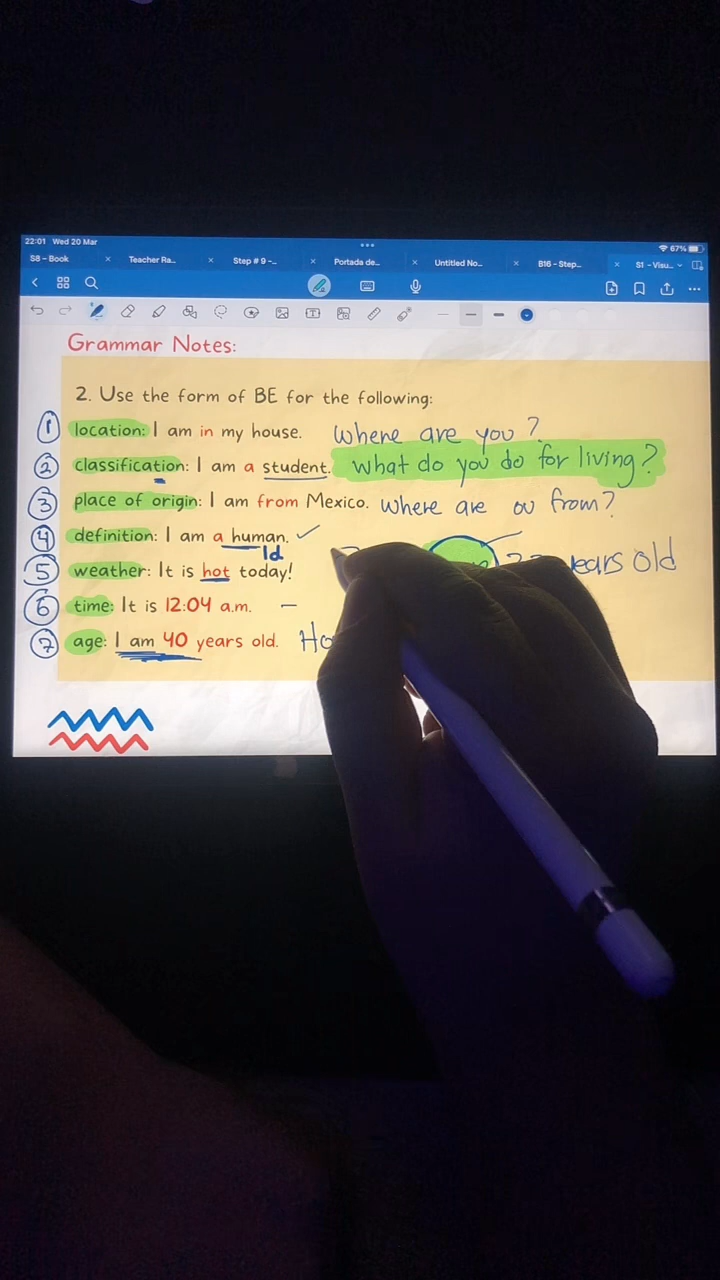 22:01 Wed 20 Mar 67%
S8 - Book Teacher Ra... Step # 9 -... Portada de... Untitled No... B16 - Step... S1 - Visu...
Grammar Notes:
2. Use the form of BE for the following:
1 location: I am in my house. Where are you?
2 classification: I am a student. What do you do for living?
3 place of origin: I am from Mexico. Where are ou from?
4 definition: I am a human.
ld
5 weather: It is hot today! ears old
6 time: It is 12:04 a.m. –
7 age: I am 40 years old. Ho